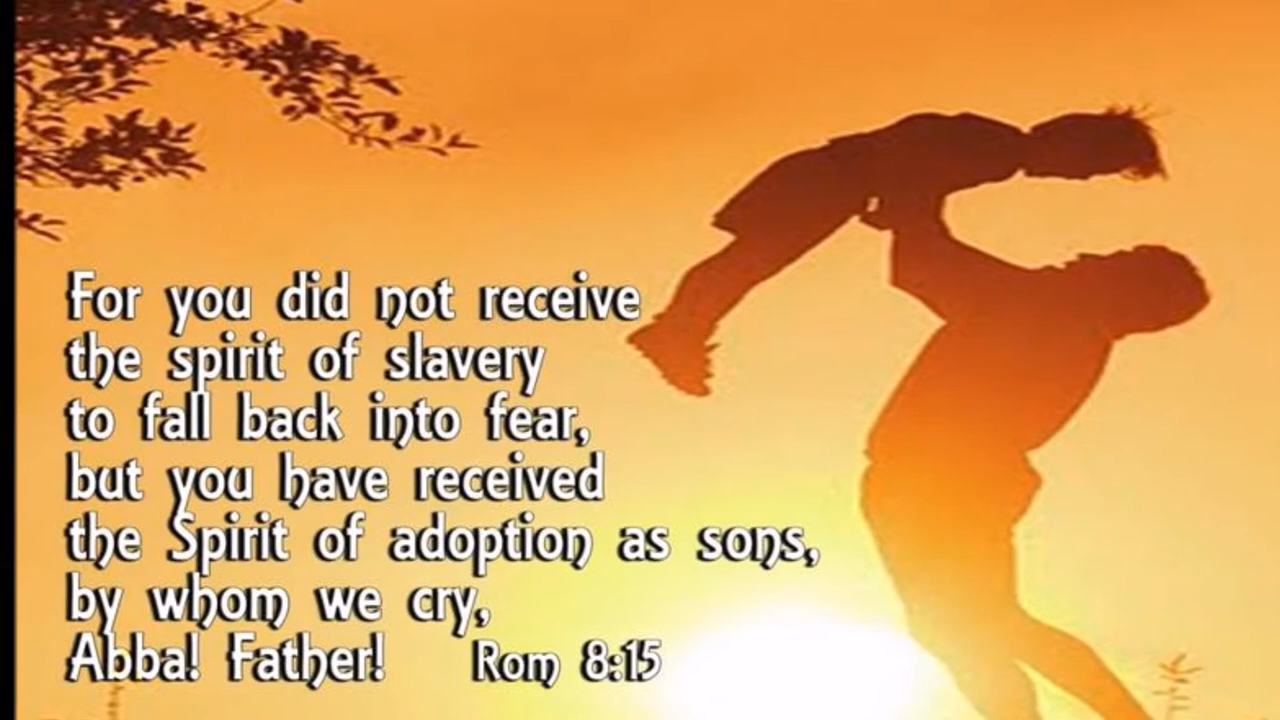 For you did not receive
the spirit of slavery
to fall back into fear,
but you have received
the Spirit of adoption as sons,
by whom we cry,
Abba! Father! Rom 8:15